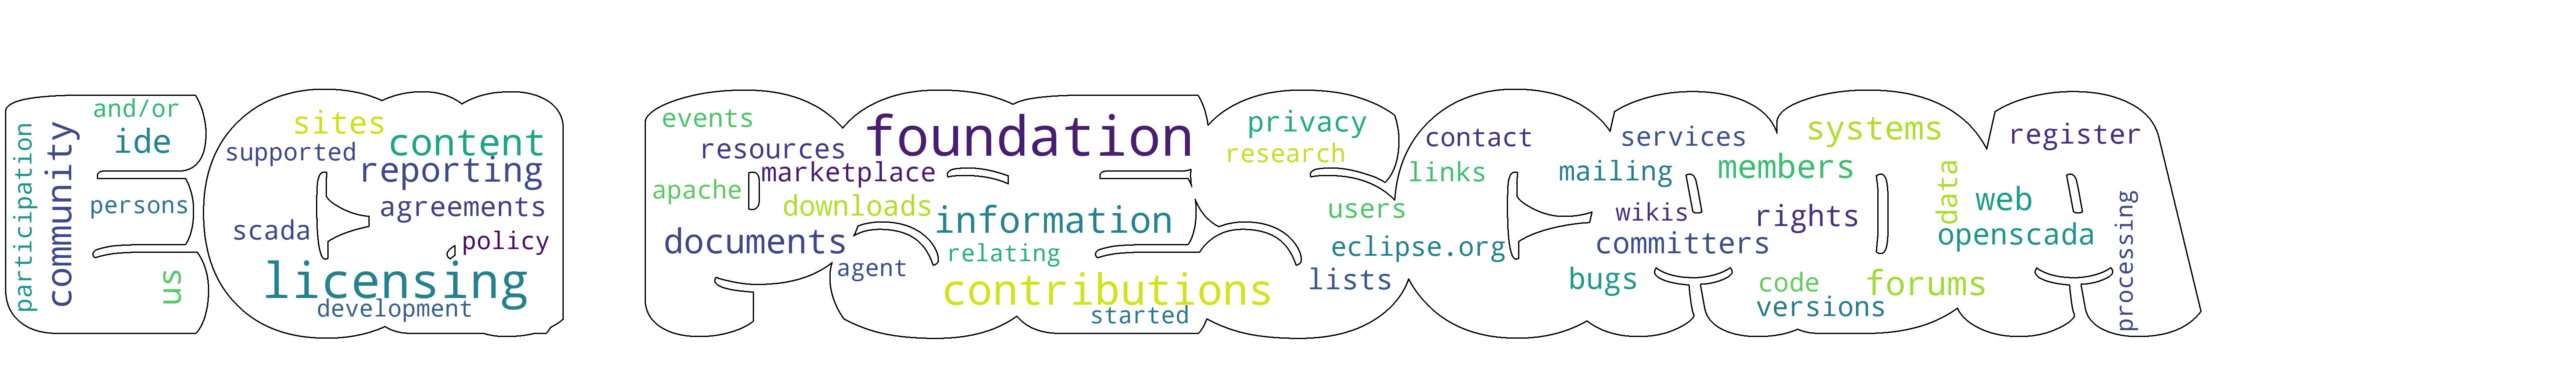 participation
community
and/or
ide
persons
us
sites
content
supported
reporting
agreements
scada
policy
licensing
development
events
foundation
resources
marketplace
apache
downloads
information
documents
relating
agent
contributions
started
privacy
research
users
eclipse.org
lists
contact
links
services
mailing
members
systems
wikis
rights
committers
bugs
code
forums
versions
data
register
web
openscada
processing